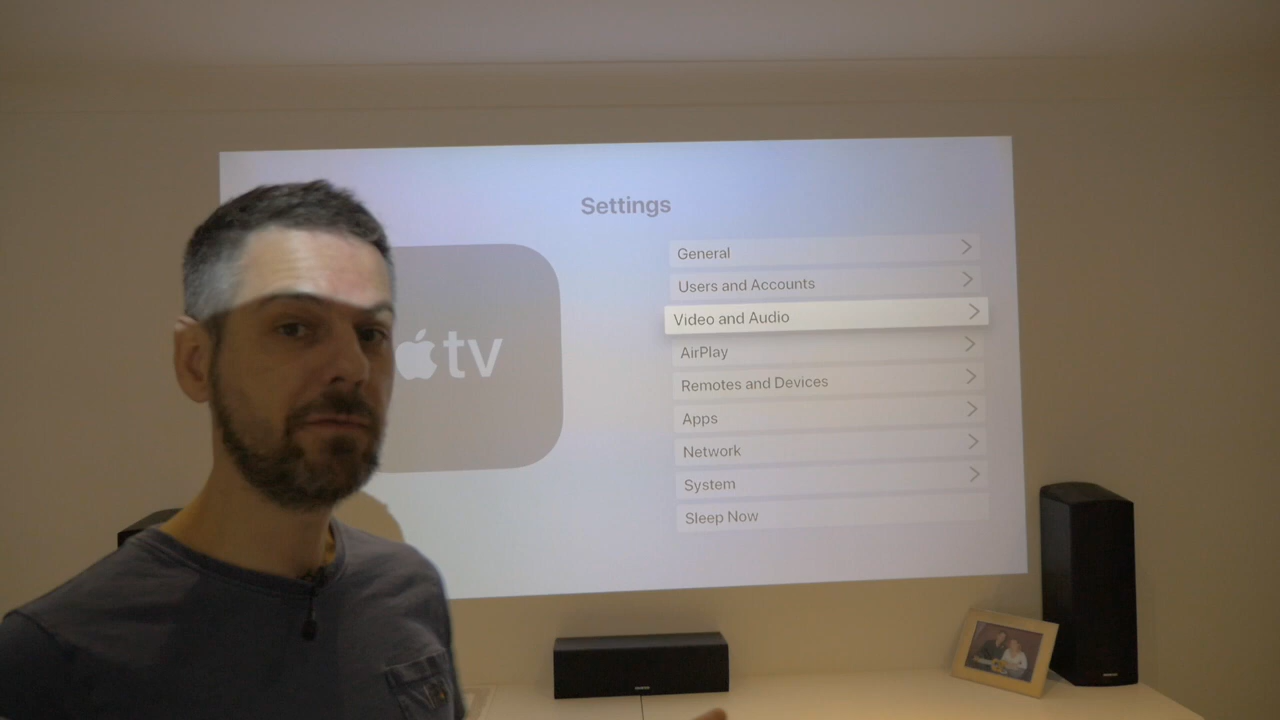 Settings
tv
General
Users and Accounts
Video and Audio
AirPlay
Remotes and Devices
Apps
Network
System
Sleep Now